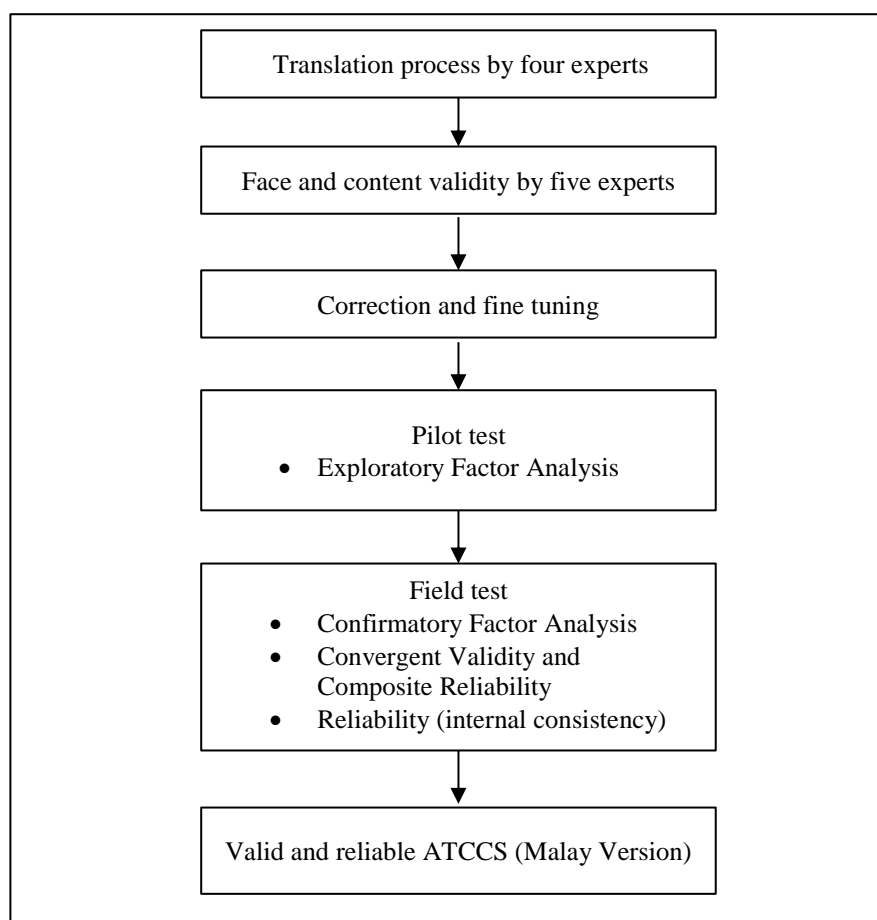 Translation process by four experts
Face and content validity by five experts
Correction and fine tuning
Pilot test
• Exploratory Factor Analysis
Field test
• Confirmatory Factor Analysis
• Convergent Validity and
Composite Reliability
• Reliability (internal consistency)
Valid and reliable ATCCS (Malay Version)